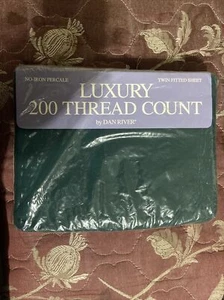 NO-IRON PERCALE TWIN FITTED SHEET
LUXURY
200 THREAD COUNT
by DAN RIVER®